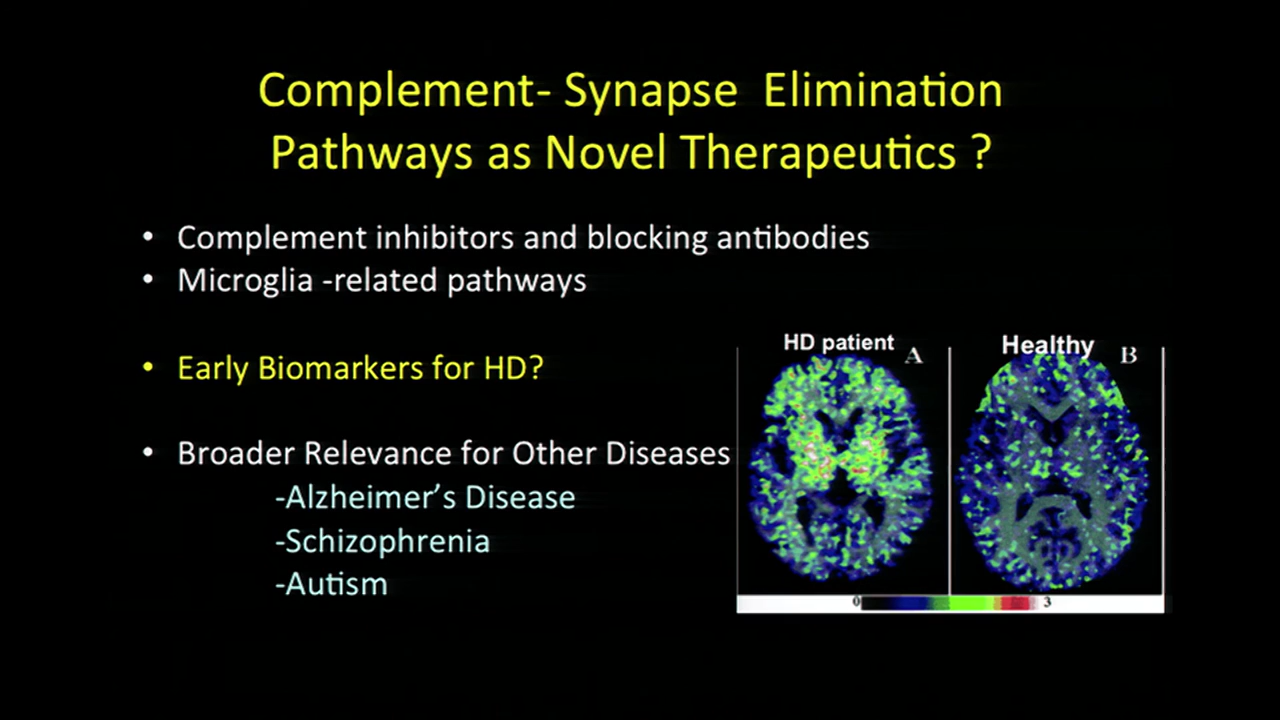 Complement- Synapse Elimination
Pathways as Novel Therapeutics ?
• Complement inhibitors and blocking antibodies
• Microglia -related pathways
• Early Biomarkers for HD?
• Broader Relevance for Other Diseases
-Alzheimer's Disease
-Schizophrenia
-Autism
HD patient A
Healthy B
0 3